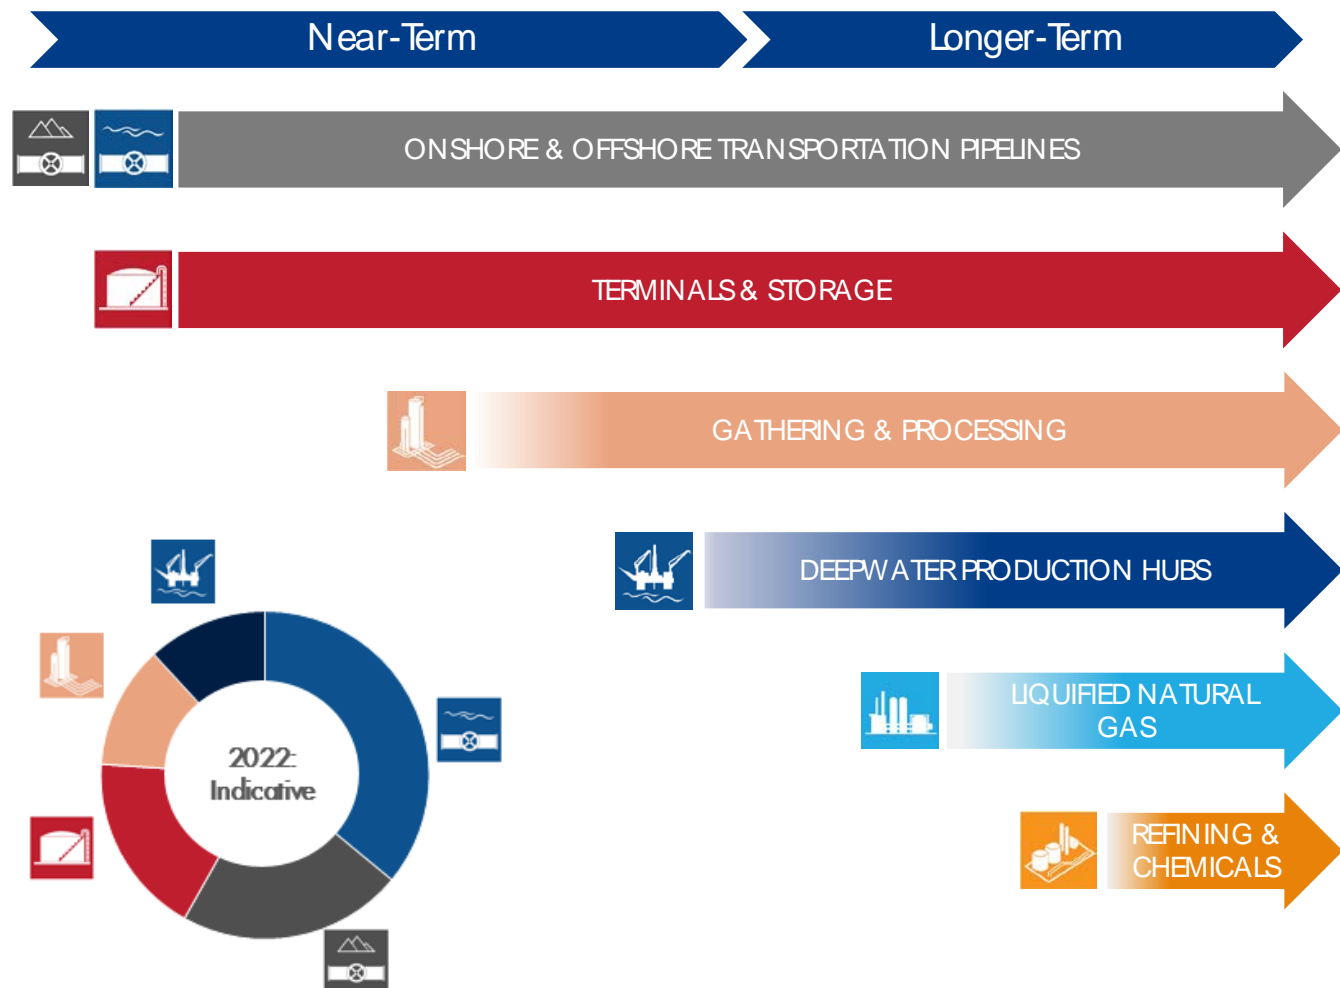 Near-Term
Longer-Term
ONSHORE & OFFSHORE TRANSPORTATION PIPELINES
TERMINALS & STORAGE
GATHERING & PROCESSING
DEEPWATER PRODUCTION HUBS
LIQUIFIED NATURAL
GAS
REFINING &
CHEMICALS
2022:
Indicative